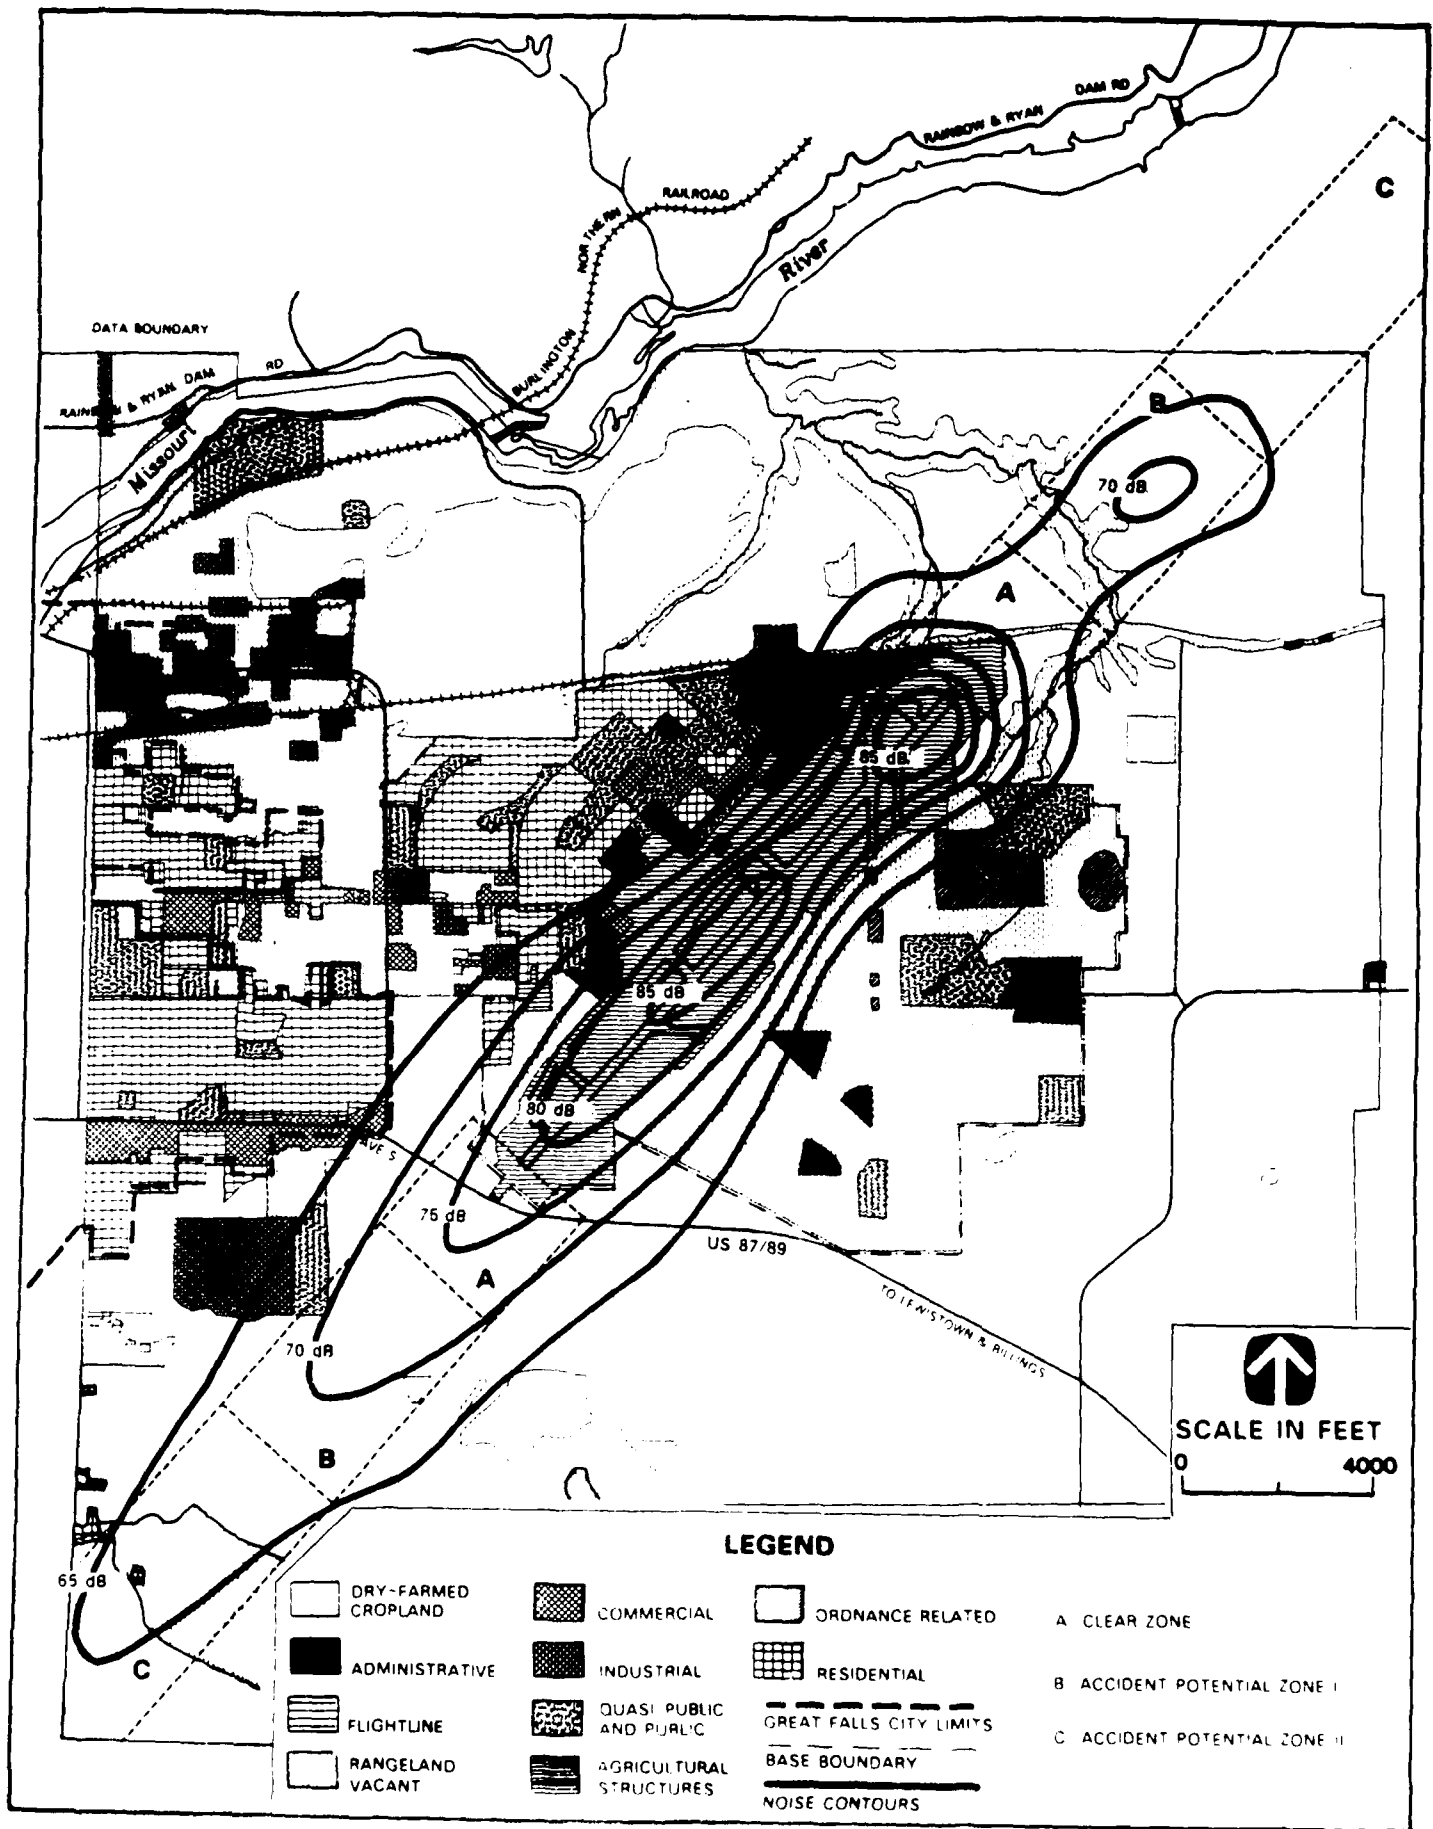 DAM RD
RAINBOW & RYAN
C
RAILROAD
NORTHERN
River
DATA BOUNDARY
BURLINGTON
RD
RAINBOW & RYAN DAM
Missouri
B
70 dB
A
85 dB
85 dB
80 dB
AVE S
75 dB
US 87/89
A
TO LEWISTOWN & BILLINGS
70 dB
SCALE IN FEET
0 4000
B
65 dB
C
LEGEND
DRY-FARMED
CROPLAND
ADMINISTRATIVE
FLIGHTLINE
RANGELAND
VACANT
COMMERCIAL
INDUSTRIAL
QUASI PUBLIC
AND PUBLIC
AGRICULTURAL
STRUCTURES
ORDNANCE RELATED
RESIDENTIAL
GREAT FALLS CITY LIMITS
BASE BOUNDARY
NOISE CONTOURS
A CLEAR ZONE
B ACCIDENT POTENTIAL ZONE I
C ACCIDENT POTENTIAL ZONE II